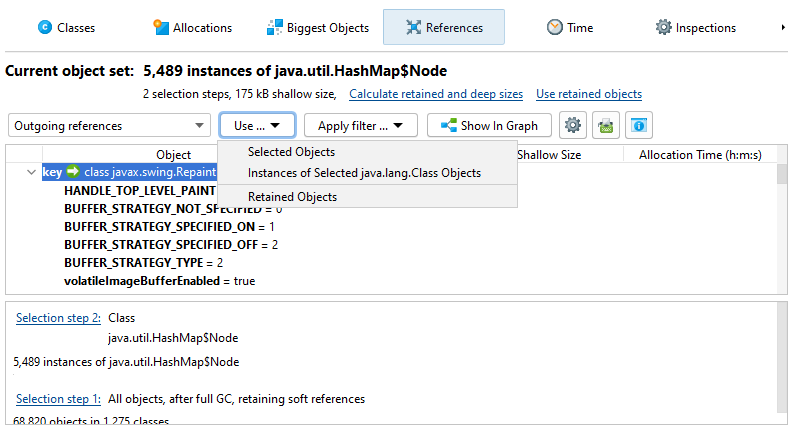 Classes Allocations Biggest Objects References Time Inspections
Current object set: 5,489 instances of java.util.HashMap$Node
2 selection steps, 175 kB shallow size, Calculate retained and deep sizes Use retained objects
Outgoing references Use ... Apply filter ... Show In Graph
Object Shallow Size Allocation Time (h:m:s)
Selected Objects
Instances of Selected java.lang.Class Objects
Retained Objects
key class javax.swing.Repaint
HANDLE_TOP_LEVEL_PAINT
BUFFER_STRATEGY_NOT_SPECIFIED = 0
BUFFER_STRATEGY_SPECIFIED_ON = 1
BUFFER_STRATEGY_SPECIFIED_OFF = 2
BUFFER_STRATEGY_TYPE = 2
volatileImageBufferEnabled = true
Selection step 2: Class
java.util.HashMap$Node
5,489 instances of java.util.HashMap$Node
Selection step 1: All objects, after full GC, retaining soft references
68,820 objects in 1,275 classes